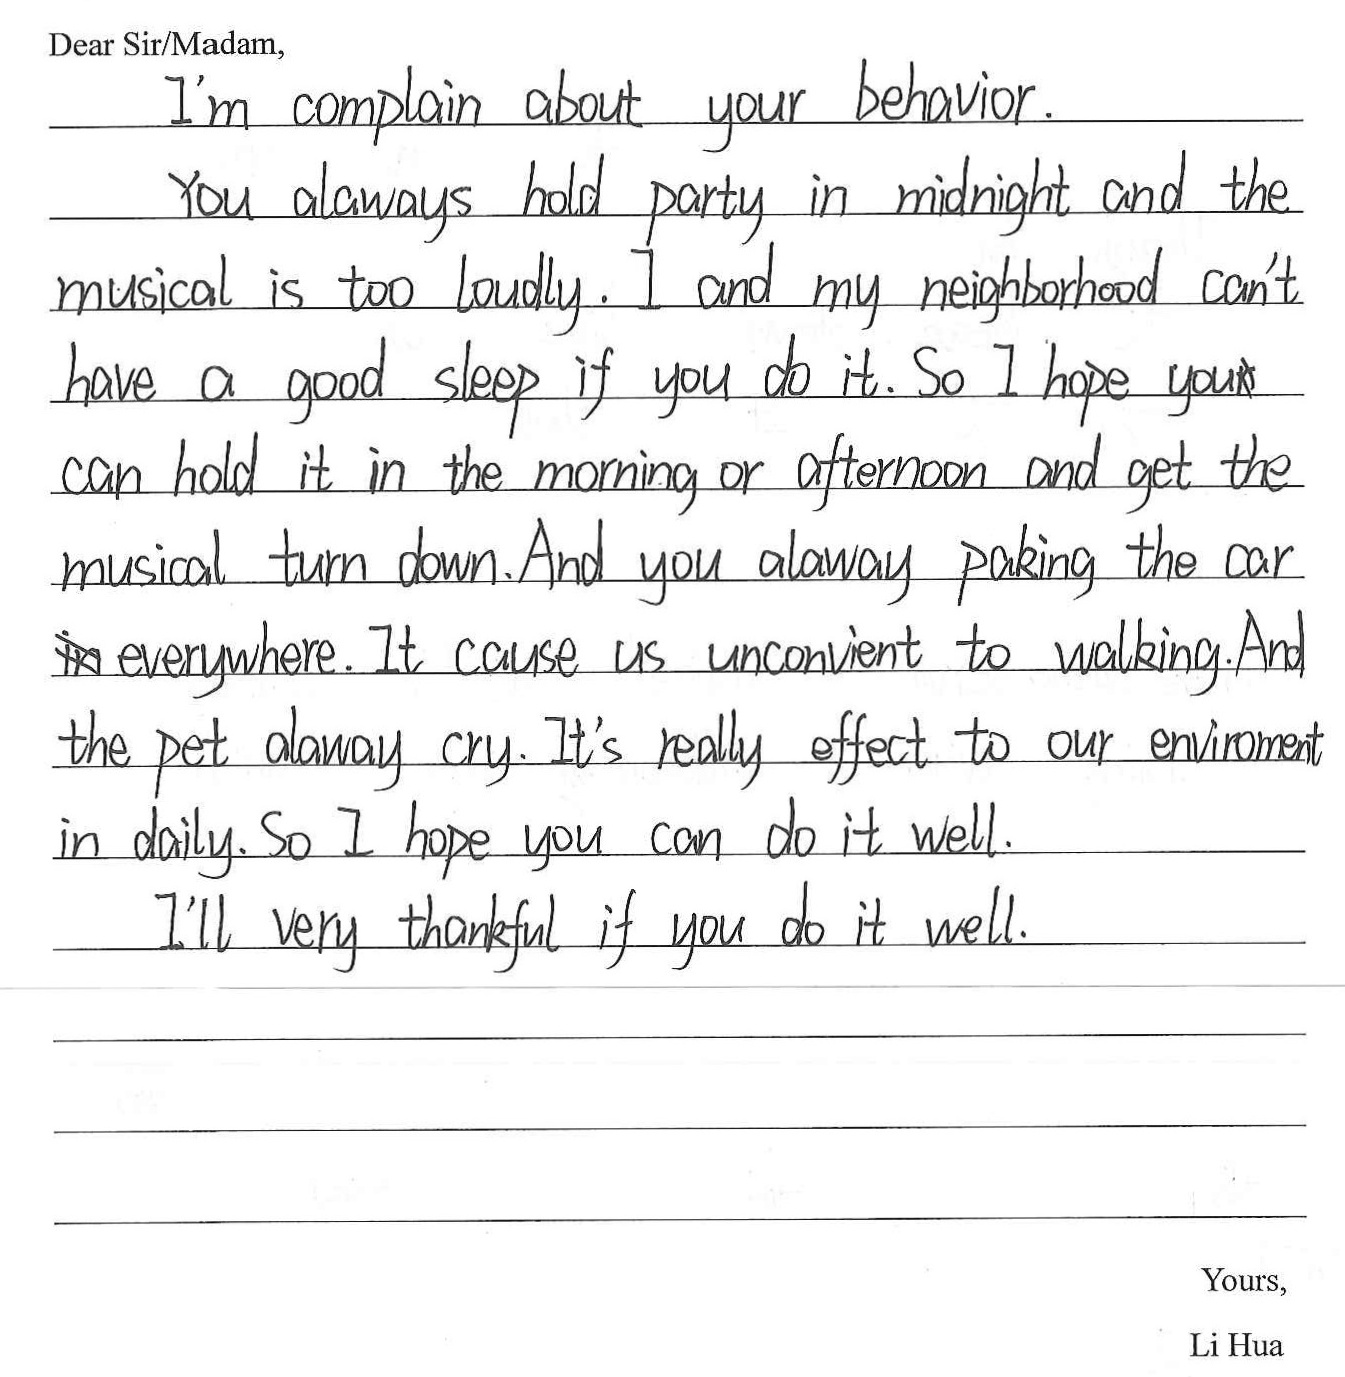 Dear Sir/Madam,
I'm complain about your behavior.
You alaways hold party in midnight and the
musical is too loudly. I and my neighborhood can't
have a good sleep if you do it. So I hope you
can hold it in the morning or afternoon and get the
musical turn down. And you alaway paking the car
everywhere. It cause us unconvient to walking. And
the pet alaway cry. It's really effect to our enviroment
in daily. So I hope you can do it well.
I'll very thankful if you do it well.
Yours,
Li Hua